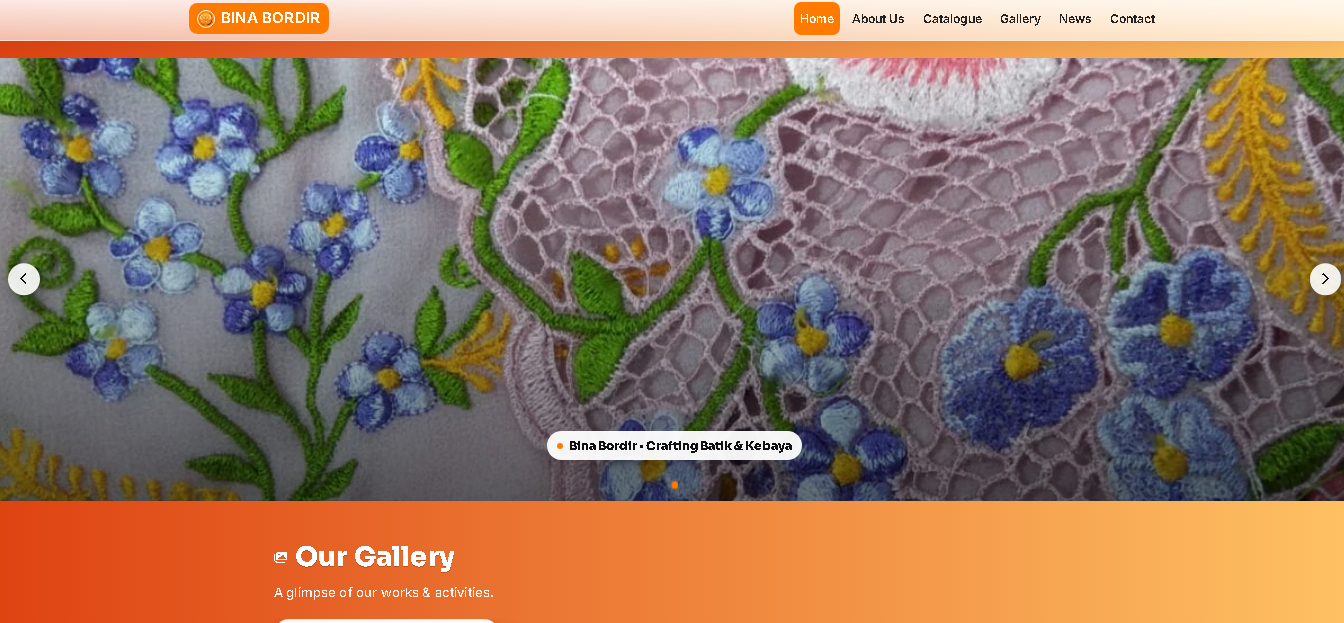 BINA BORDIR
Home About Us Catalogue Gallery News Contact
Bina Bordir • Crafting Batik & Kebaya
Our Gallery
A glimpse of our works & activities.